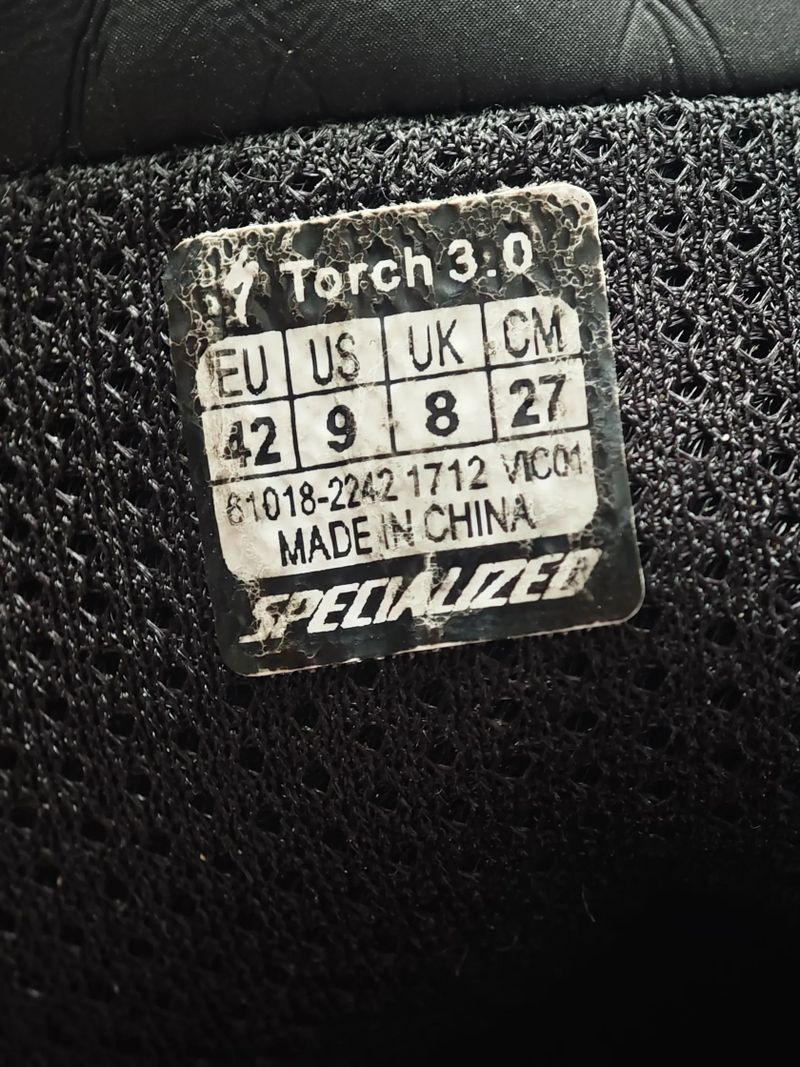 Torch 3.0
EU US UK CM
42 9 8 27
61018-2242 1712 VIC01
MADE IN CHINA
SPECIALIZED